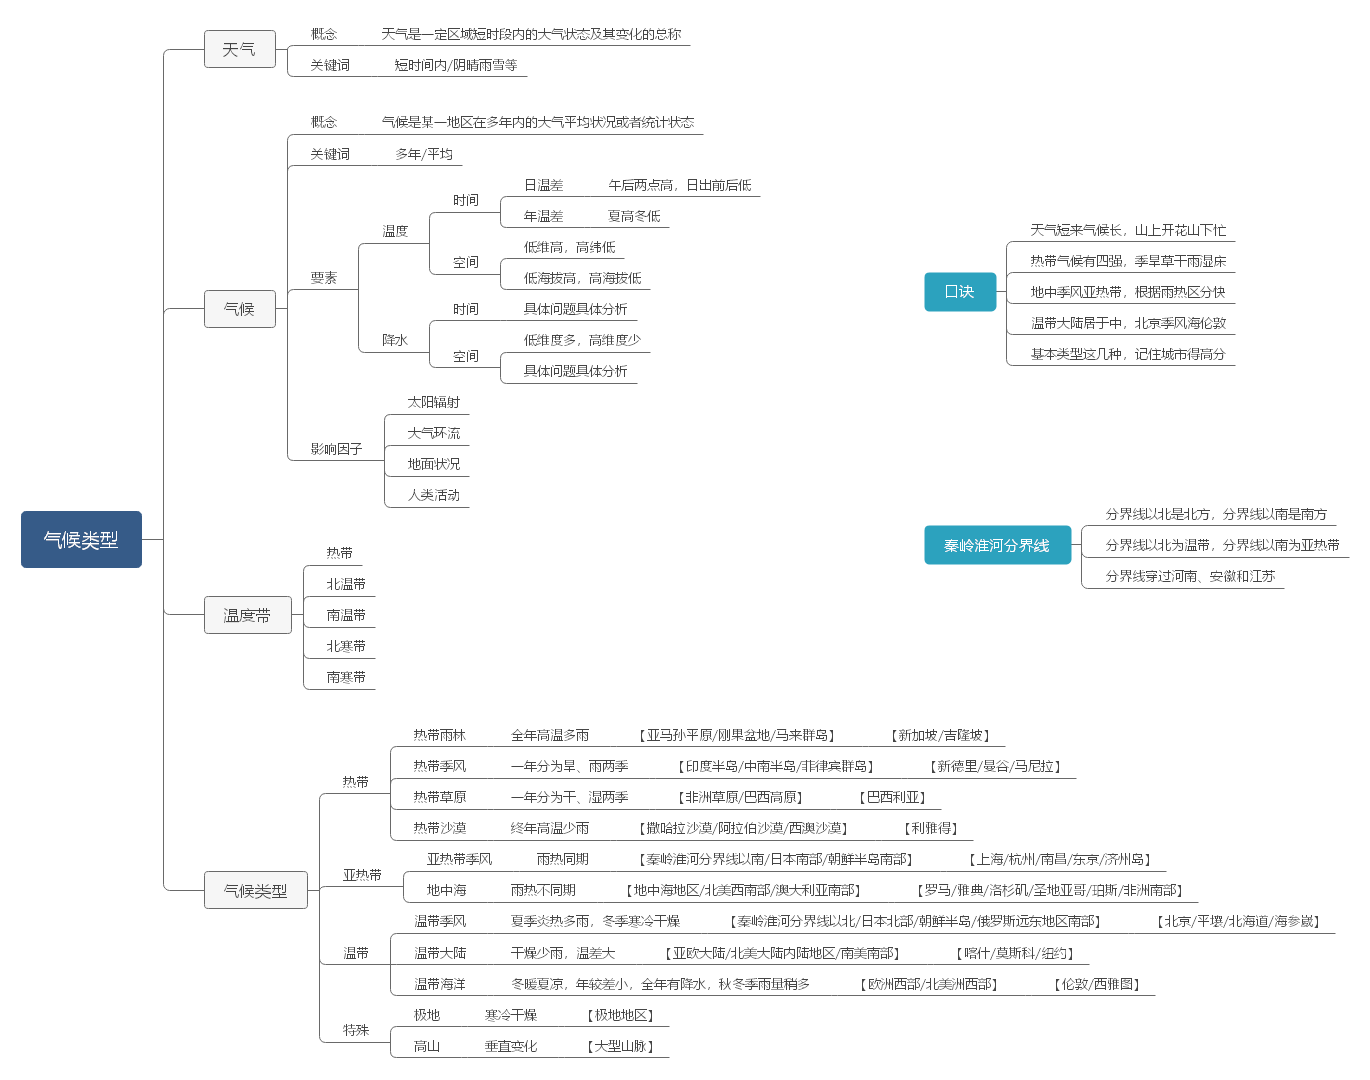 气候类型
天气
概念 天气是一定区域短时段内的大气状态及其变化的总称
关键词 短时间内/阴晴雨雪等
气候
概念 气候是某一地区在多年内的大气平均状况或者统计状态
关键词 多年/平均
要素
温度
时间
日温差 午后两点高，日出前后低
年温差 夏高冬低
空间
低维高，高纬低
低海拔高，高海拔低
降水
时间 具体问题具体分析
空间
低维度多，高维度少
具体问题具体分析
影响因子
太阳辐射
大气环流
地面状况
人类活动
温度带
热带
北温带
南温带
北寒带
南寒带
气候类型
热带
热带雨林 全年高温多雨 【亚马孙平原/刚果盆地/马来群岛】 【新加坡/吉隆坡】
热带季风 一年分为旱、雨两季 【印度半岛/中南半岛/菲律宾群岛】 【新德里/曼谷/马尼拉】
热带草原 一年分为干、湿两季 【非洲草原/巴西高原】 【巴西利亚】
热带沙漠 终年高温少雨 【撒哈拉沙漠/阿拉伯沙漠/西澳沙漠】 【利雅得】
亚热带
亚热带季风 雨热同期 【秦岭淮河分界线以南/日本南部/朝鲜半岛南部】 【上海/杭州/南昌/东京/济州岛】
地中海 雨热不同期 【地中海地区/北美西南部/澳大利亚南部】 【罗马/雅典/洛杉矶/圣地亚哥/珀斯/非洲南部】
温带
温带季风 夏季炎热多雨，冬季寒冷干燥 【秦岭淮河分界线以北/日本北部/朝鲜半岛/俄罗斯远东地区南部】 【北京/平壤/北海道/海参崴】
温带大陆 干燥少雨，温差大 【亚欧大陆/北美大陆内陆地区/南美南部】 【喀什/莫斯科/纽约】
温带海洋 冬暖夏凉，年较差小，全年有降水，秋冬季雨量稍多 【欧洲西部/北美洲西部】 【伦敦/西雅图】
特殊
极地 寒冷干燥 【极地地区】
高山 垂直变化 【大型山脉】
口诀
天气短来气候长，山上开花山下忙
热带气候有四强，季旱草干雨湿床
地中季风亚热带，根据雨热区分快
温带大陆居于中，北京季风海伦敦
基本类型这几种，记住城市得高分
秦岭淮河分界线
分界线以北是北方，分界线以南是南方
分界线以北为温带，分界线以南为亚热带
分界线穿过河南、安徽和江苏